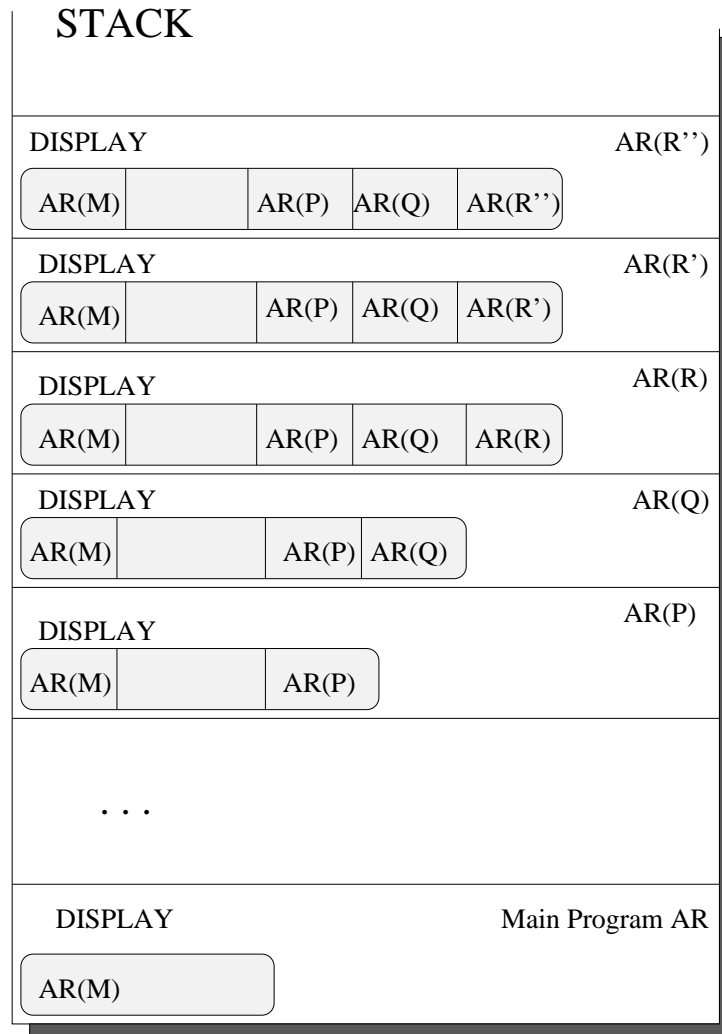 STACK
DISPLAY AR(R’’)
AR(M) AR(P) AR(Q) AR(R’’)
DISPLAY AR(R’)
AR(M) AR(P) AR(Q) AR(R’)
DISPLAY AR(R)
AR(M) AR(P) AR(Q) AR(R)
DISPLAY AR(Q)
AR(M) AR(P) AR(Q)
DISPLAY AR(P)
AR(M) AR(P)
. . .
DISPLAY Main Program AR
AR(M)